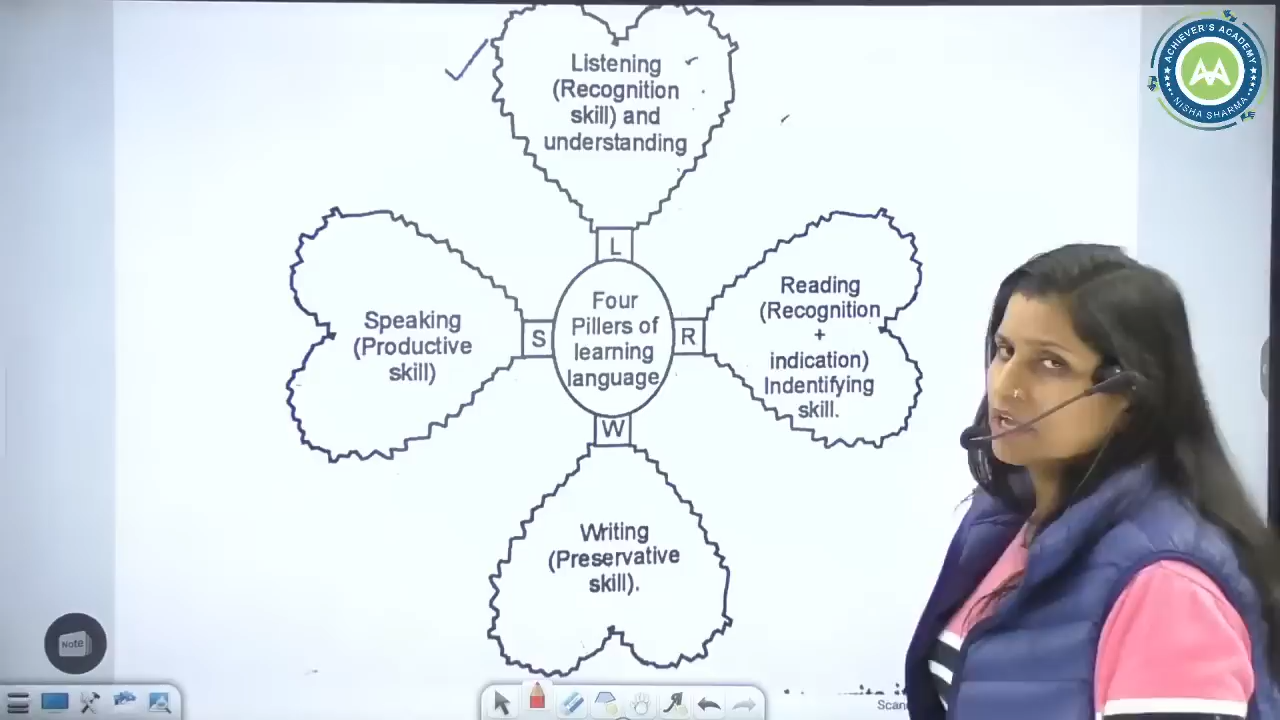 ACHIEVER'S ACADEMY
NISHA SHARMA
Listening
(Recognition
skill) and
understanding
L
Four
Pillers of
learning
language
S
R
W
Speaking
(Productive
skill)
Reading
(Recognition
+
indication)
Indentifying
skill.
Writing
(Preservative
skill).
Note